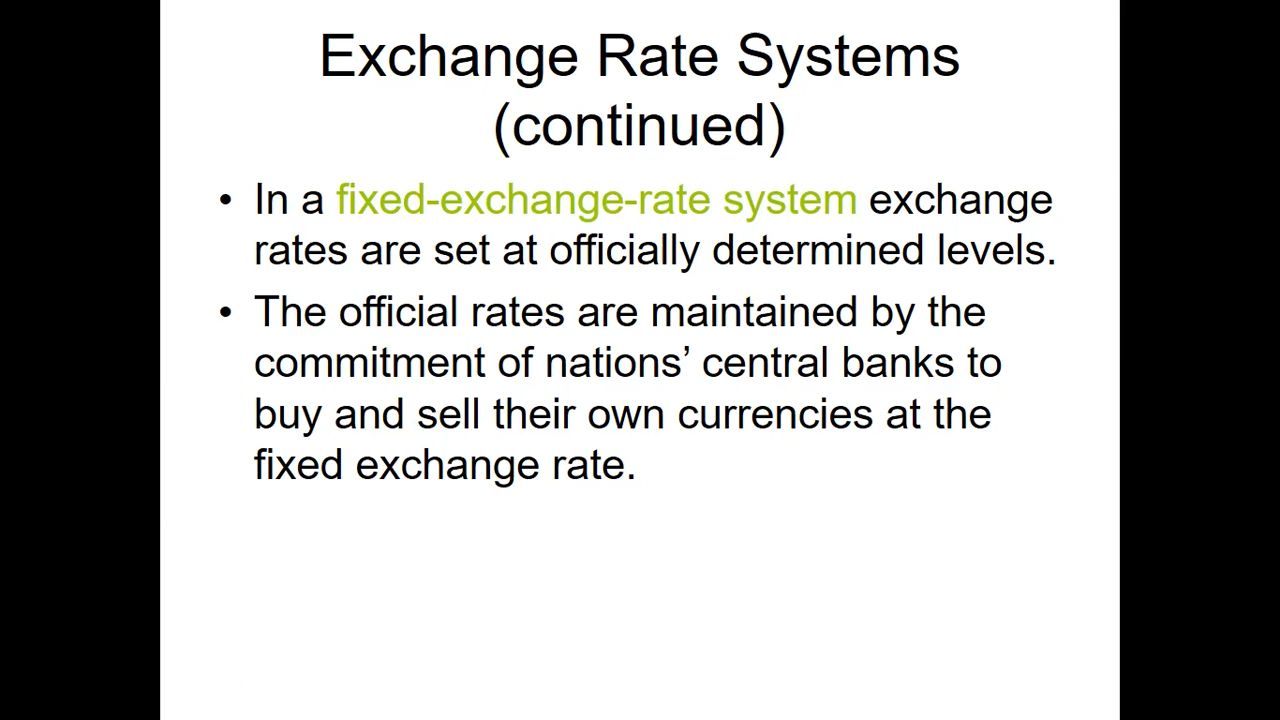 Exchange Rate Systems
(continued)
• In a fixed-exchange-rate system exchange
rates are set at officially determined levels.
• The official rates are maintained by the
commitment of nations’ central banks to
buy and sell their own currencies at the
fixed exchange rate.